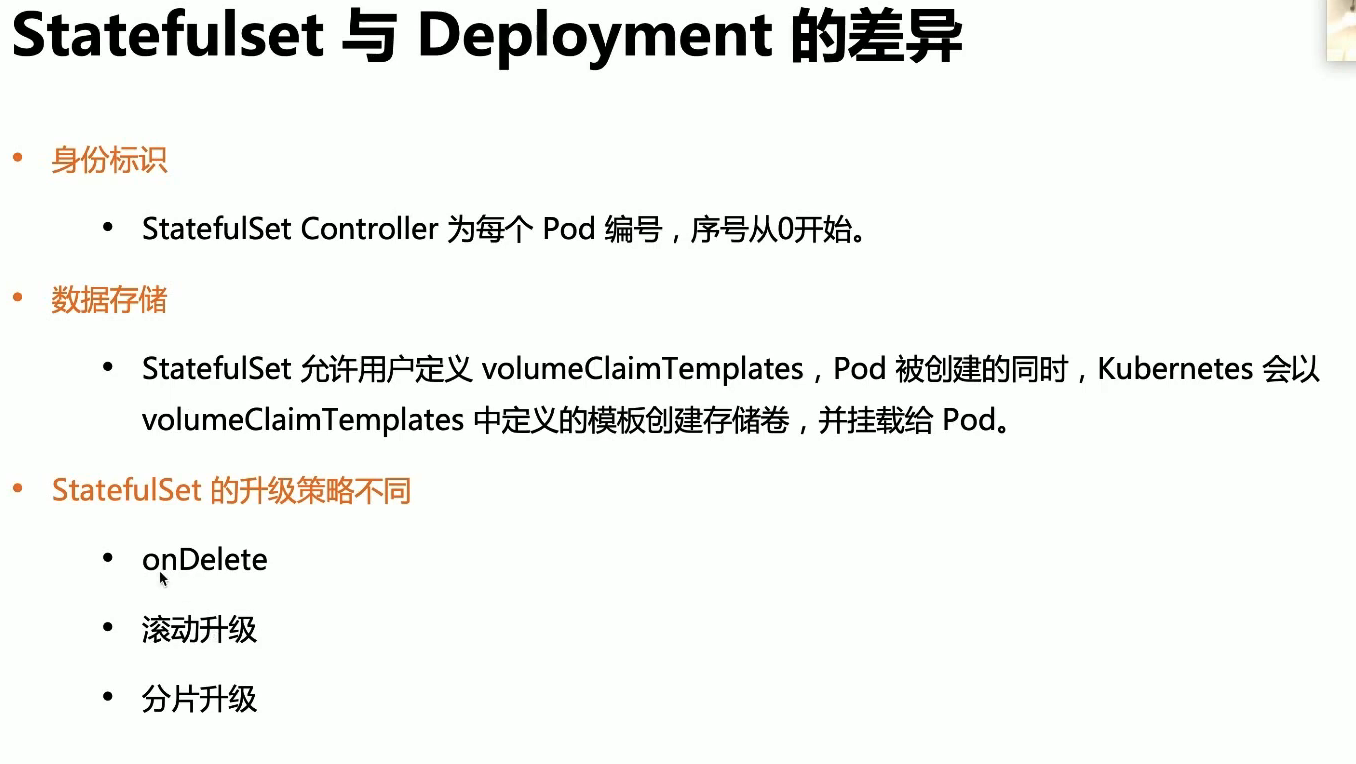 Statefulset 与 Deployment 的差异
• 身份标识
• StatefulSet Controller 为每个 Pod 编号，序号从0开始。
• 数据存储
• StatefulSet 允许用户定义 volumeClaimTemplates，Pod 被创建的同时，Kubernetes 会以
volumeClaimTemplates 中定义的模板创建存储卷，并挂载给 Pod。
• StatefulSet 的升级策略不同
• onDelete
• 滚动升级
• 分片升级